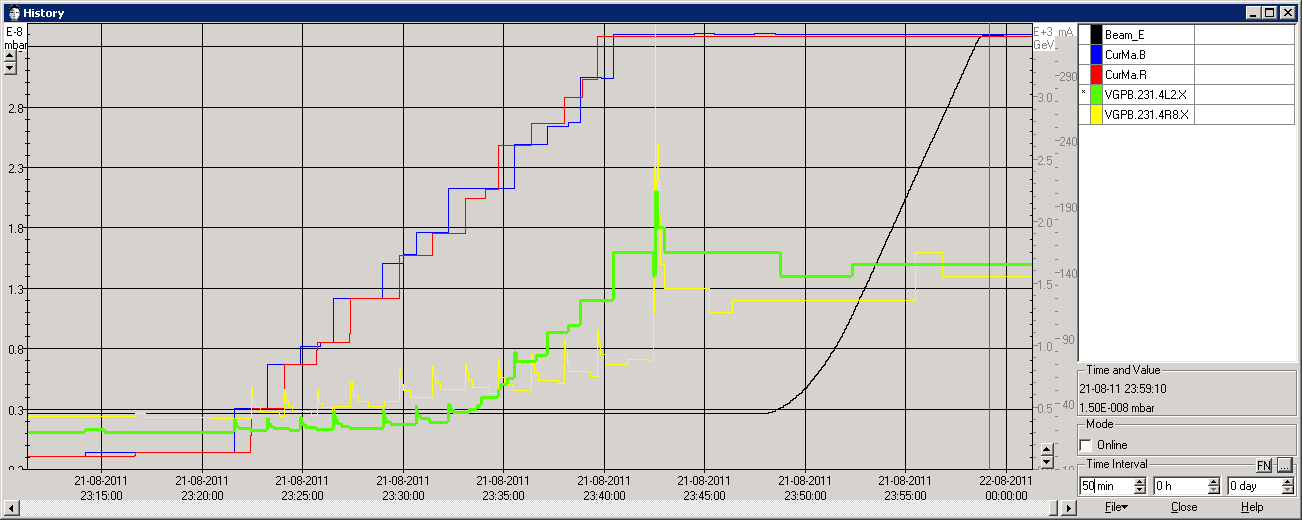 History
E-8
mbar
2.8
2.3
1.8
1.3
0.8
0.3
E+3 mA
GeV
3.0
2.5
2.0
1.5
1.0
0.5
290
240
190
140
90
40
21-08-2011 21-08-2011 21-08-2011 21-08-2011 21-08-2011 21-08-2011 21-08-2011 21-08-2011 21-08-2011 22-08-2011
23:15:00 23:20:00 23:25:00 23:30:00 23:35:00 23:40:00 23:45:00 23:50:00 23:55:00 00:00:00
Beam_E
CurMa.B
CurMa.R
* VGPB.231.4L2.X
VGPB.231.4R8.X
Time and Value
21-08-11 23:59:10
1.50E-008 mbar
Mode
Online
Time Interval FN ...
50 min 0 h 0 day
File Close Help